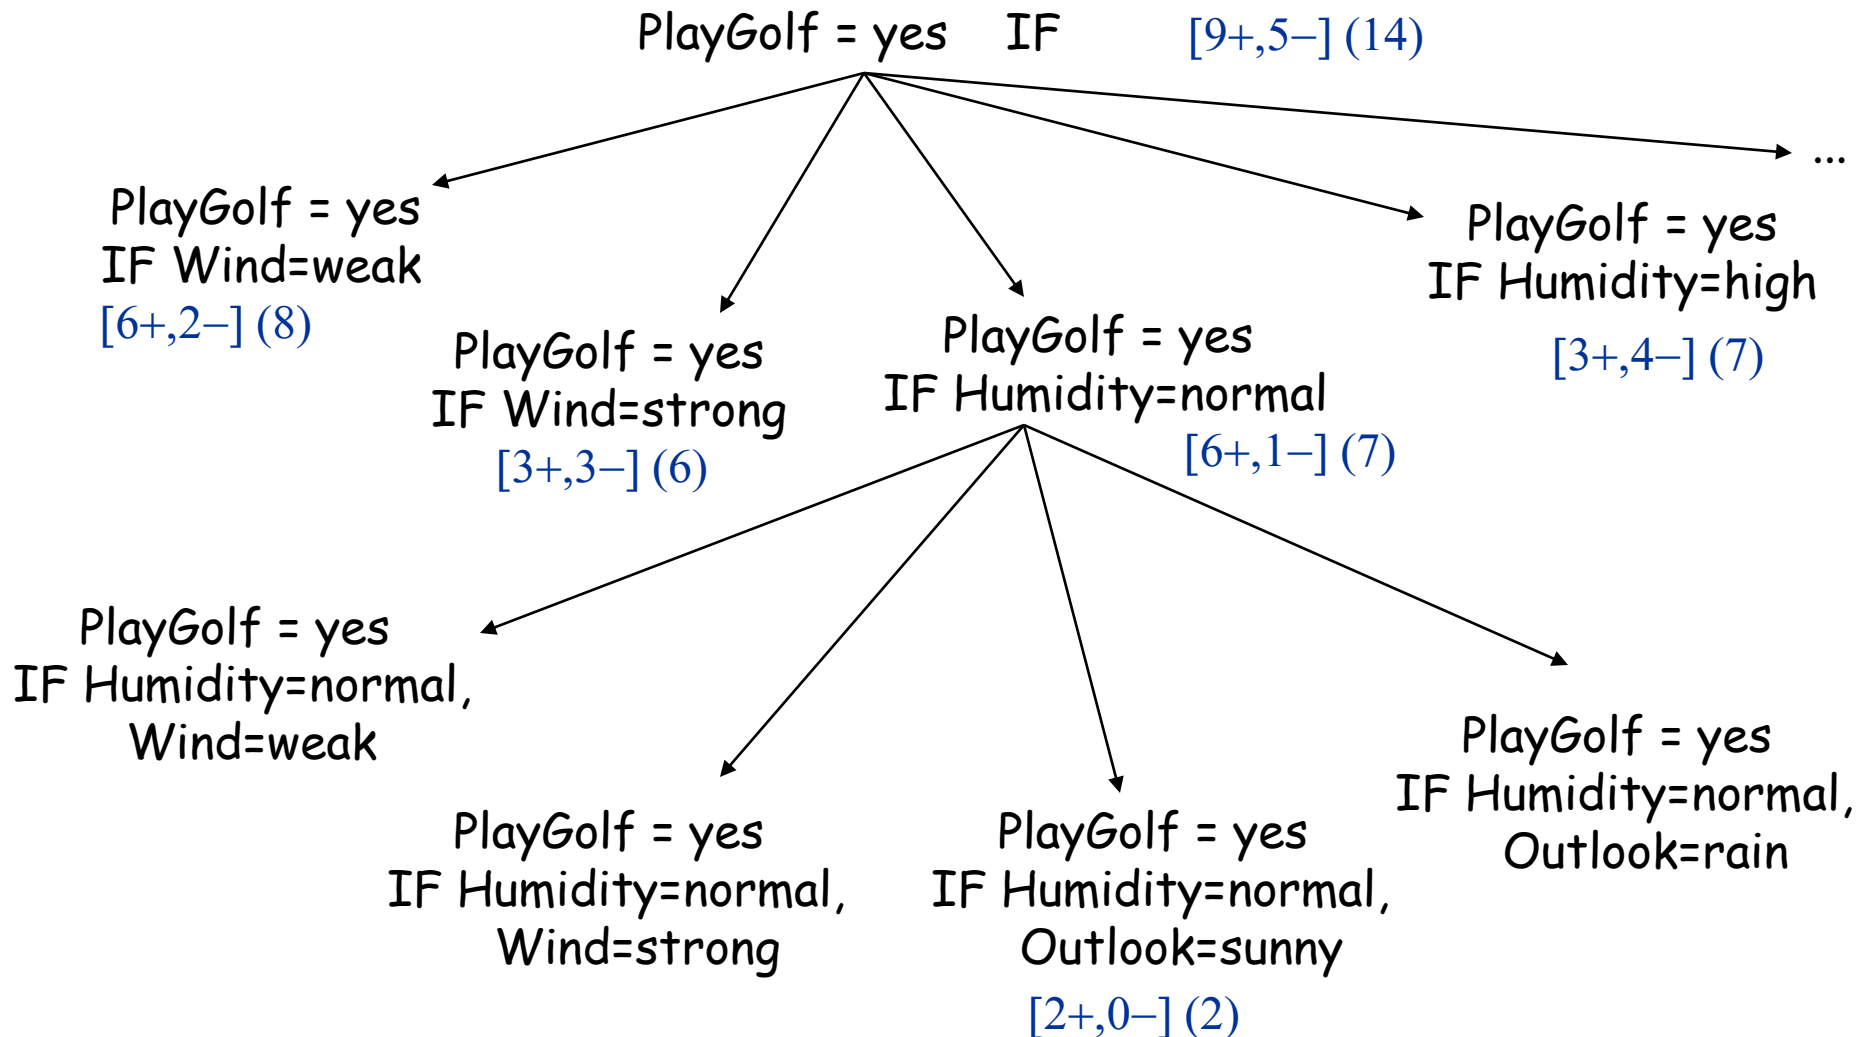 PlayGolf = yes IF [9+,5−] (14)
...
PlayGolf = yes
IF Wind=weak
[6+,2−] (8)
PlayGolf = yes
IF Wind=strong
[3+,3−] (6)
PlayGolf = yes
IF Humidity=normal
[6+,1−] (7)
PlayGolf = yes
IF Humidity=high
[3+,4−] (7)
PlayGolf = yes
IF Humidity=normal,
Wind=weak
PlayGolf = yes
IF Humidity=normal,
Wind=strong
PlayGolf = yes
IF Humidity=normal,
Outlook=sunny
[2+,0−] (2)
PlayGolf = yes
IF Humidity=normal,
Outlook=rain